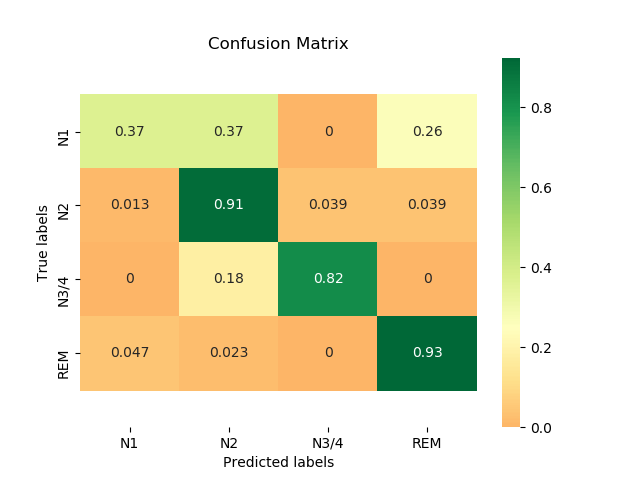 Confusion Matrix
N1 0.37 0.37 0 0.26
N2 0.013 0.91 0.039 0.039
N3/4 0 0.18 0.82 0
REM 0.047 0.023 0 0.93
True labels
N1 N2 N3/4 REM
Predicted labels
0.8
0.6
0.4
0.2
0.0